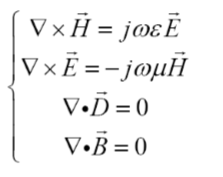 ∇ × H⃗ = jωεE⃗
∇ × E⃗ = −jωμH⃗
∇•D⃗ = 0
∇•B⃗ = 0